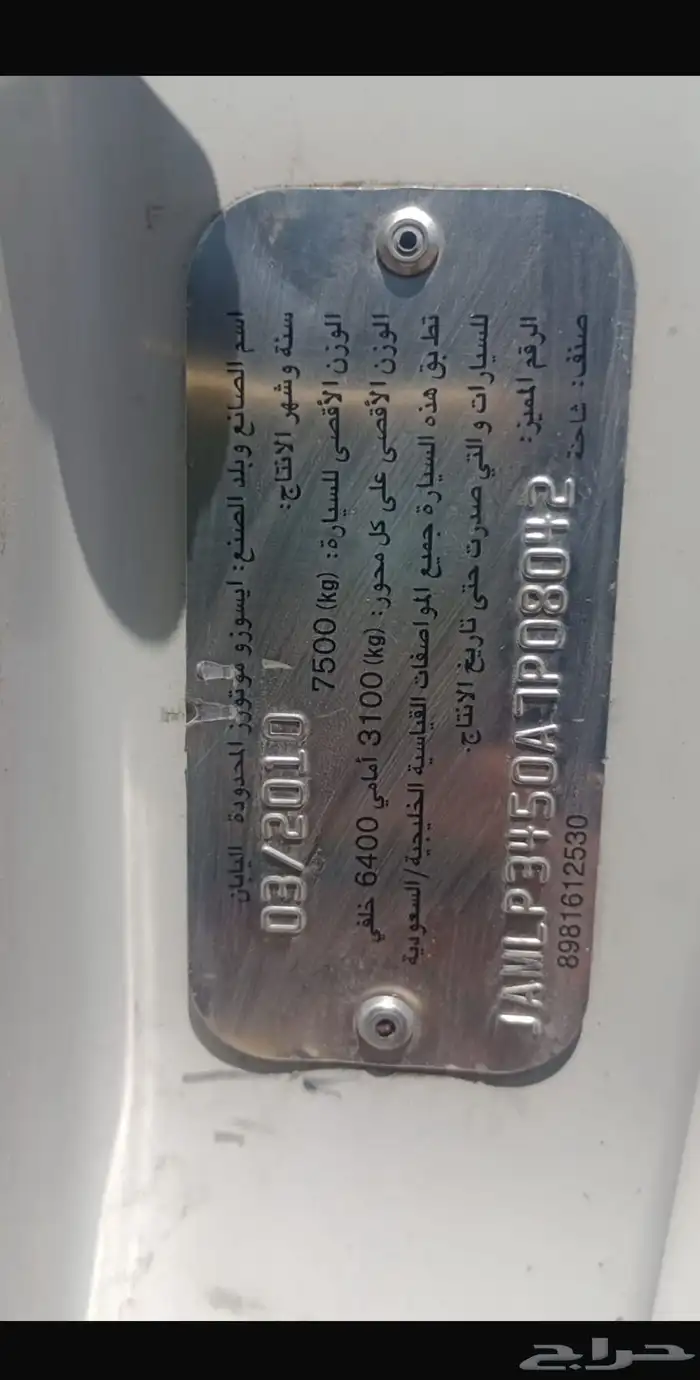 اسم الصانع وبلد الصنع: ايسوزو موتورز المحدودة اليابان
سنة وشهر الانتاج: 03/2010
الوزن الأقصى للسيارة: (kg) 7500
الوزن الأقصى على كل محور: (kg) 3100 أمامي 6400 خلفي
تطابق هذه السيارة جميع المواصفات القياسية الخليجية/السعودية
للسيارات والتي صدرت حتى تاريخ الانتاج.
الرقم المميز: JAMLP3450A7P08042
صنف: شاحنة 8981612530
حراج